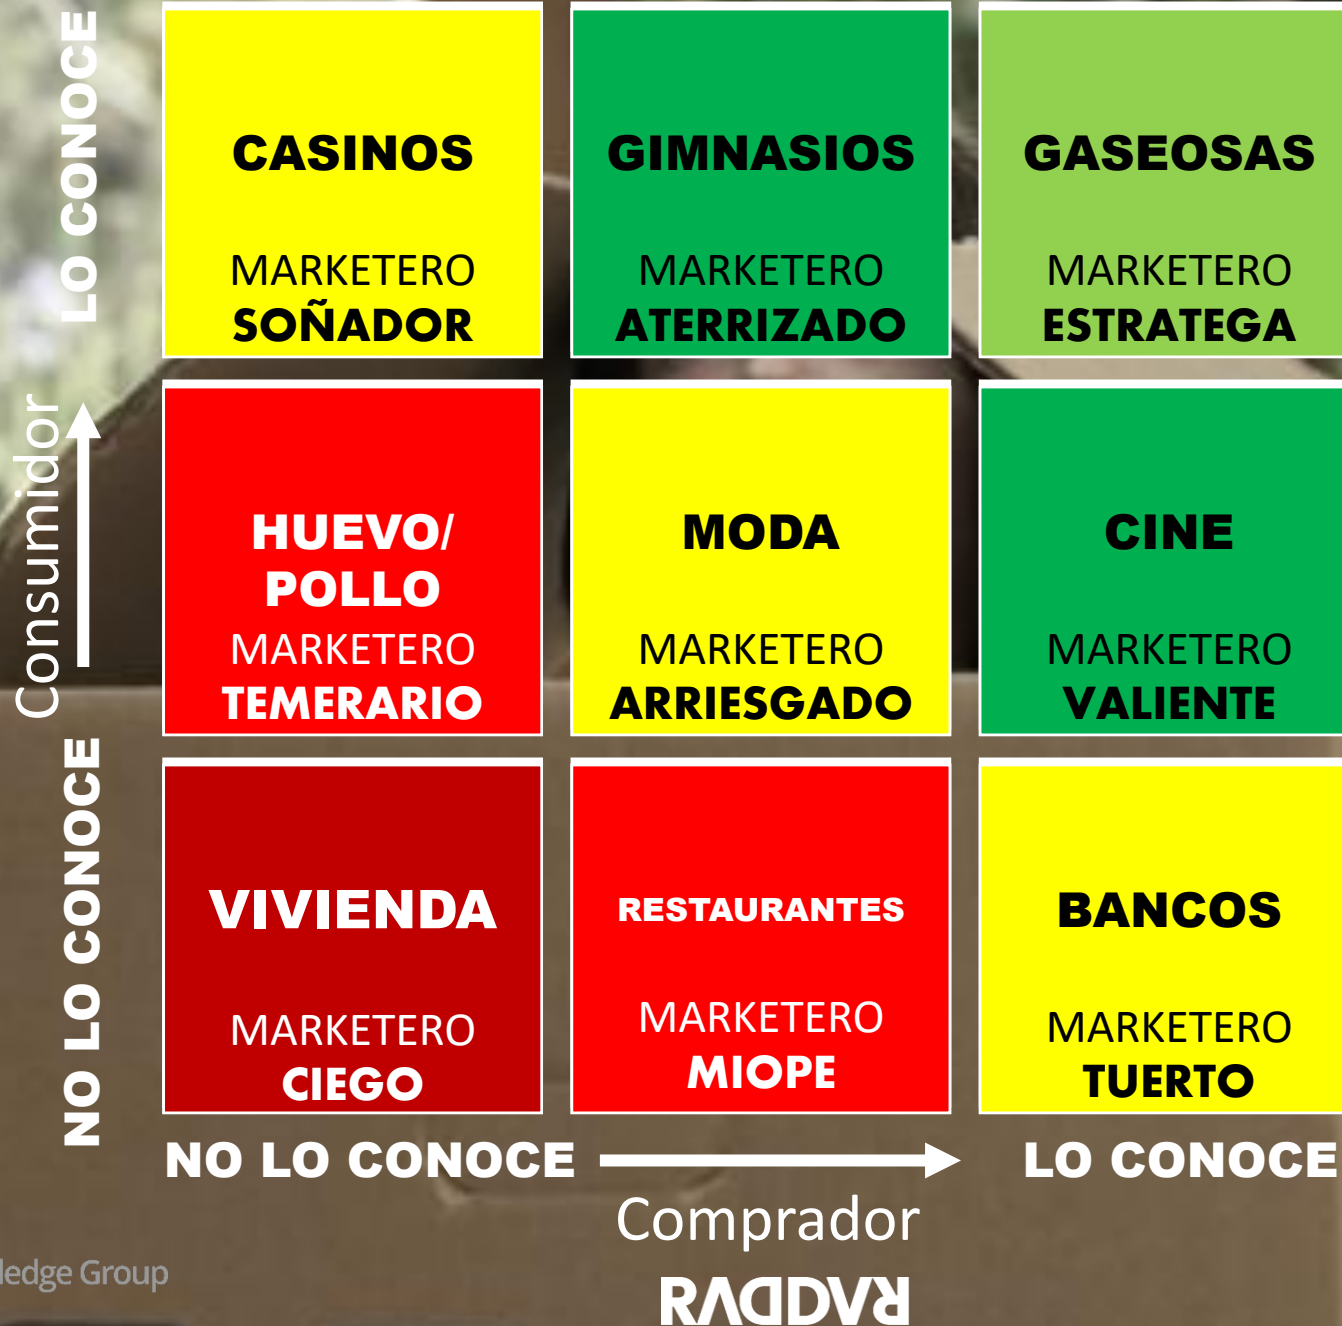 LO CONOCE
CASINOS
MARKETERO
SOÑADOR
GIMNASIOS
MARKETERO
ATERRIZADO
GASEOSAS
MARKETERO
ESTRATEGA
Consumidor
HUEVO/
POLLO
MARKETERO
TEMERARIO
MODA
MARKETERO
ARRIESGADO
CINE
MARKETERO
VALIENTE
NO LO CONOCE
VIVIENDA
MARKETERO
CIEGO
RESTAURANTES
MARKETERO
MIOPE
BANCOS
MARKETERO
TUERTO
NO LO CONOCE
LO CONOCE
Comprador
ledge Group
RADDAR